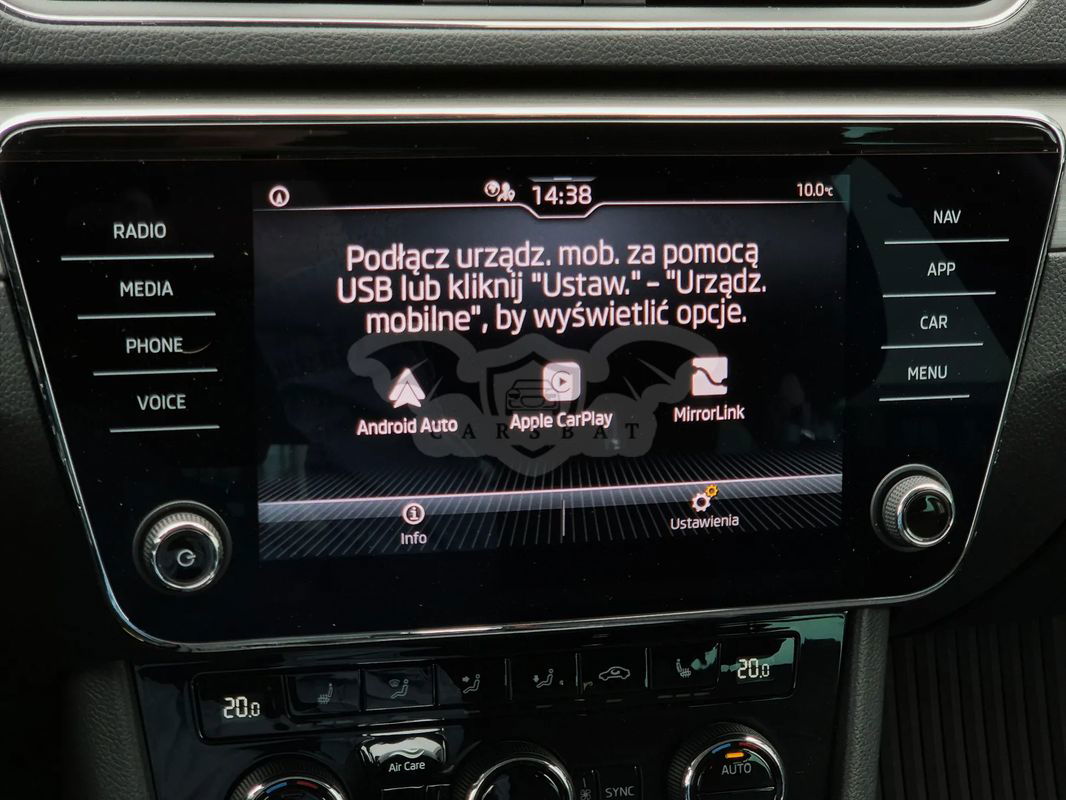 14:38
10.0°C
RADIO
MEDIA
PHONE
VOICE
NAV
APP
CAR
MENU
Podłącz urządz. mob. za pomocą
USB lub kliknij "Ustaw." - "Urządz.
mobilne", by wyświetlić opcje.
Android Auto
Apple CarPlay
MirrorLink
CARSBAT
Info
Ustawienia
20.0
20.0
Air Care
SYNC
AUTO